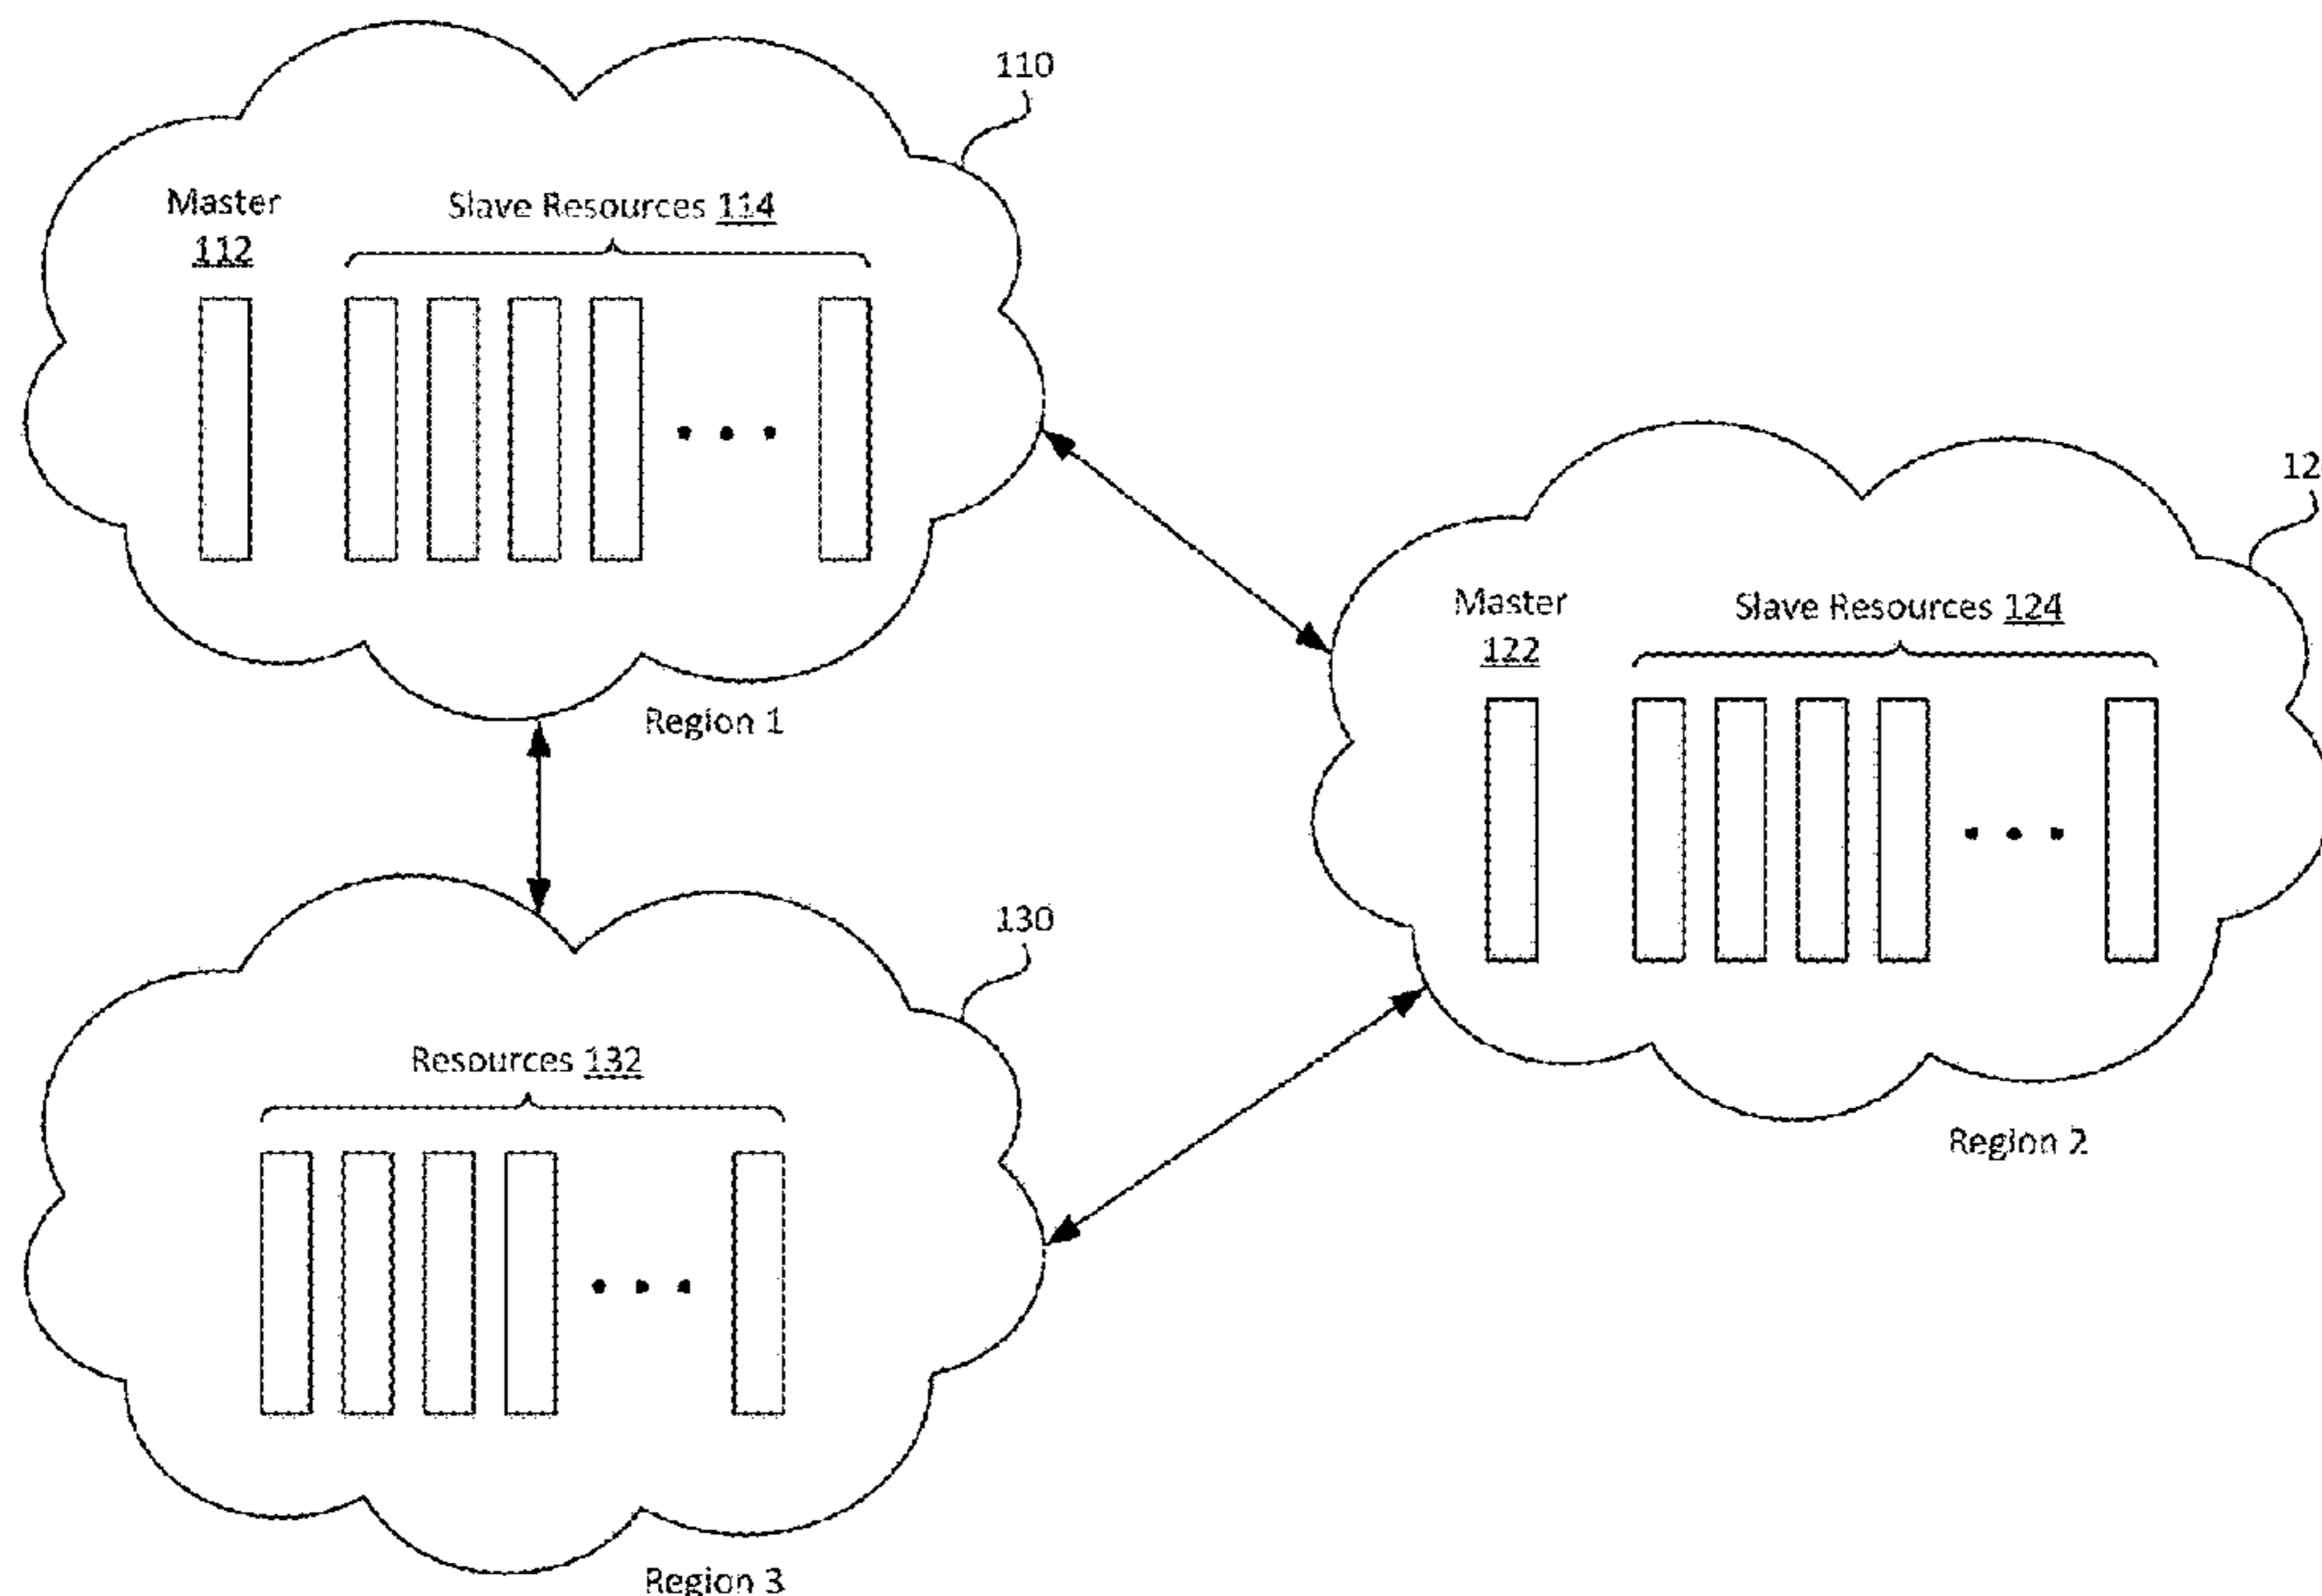 110
Master
112
Slave Resources 114
Region 1
Master
122
Slave Resources 124
Region 2
130
Resources 132
Region 3